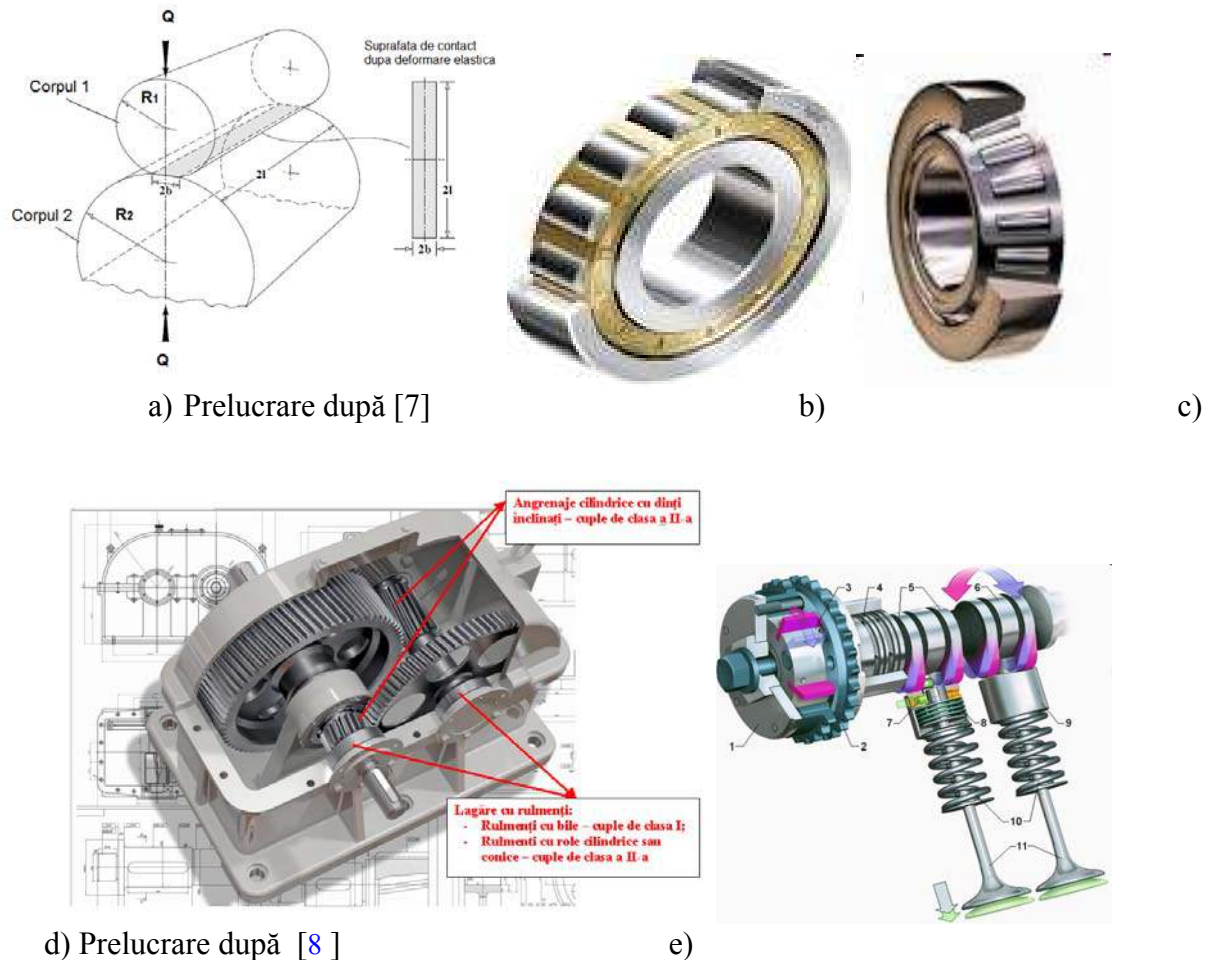 Q
Suprafata de contact
dupa deformare elastica
Corpul 1
R1
2l
2b
2l
Corpul 2
R2
2b
Q
a) Prelucrare după [7]
b)
c)
Angrenaje cilindrice cu dinți
înclinați – cuple de clasa a II-a
Lagăre cu rulmenți:
- Rulmenți cu bile – cuple de clasa I;
- Rulmenti cu role cilindrice sau
conice – cuple de clasa a II-a
3
4
5
6
7
8
9
1
2
10
11
d) Prelucrare după [8 ]
e)